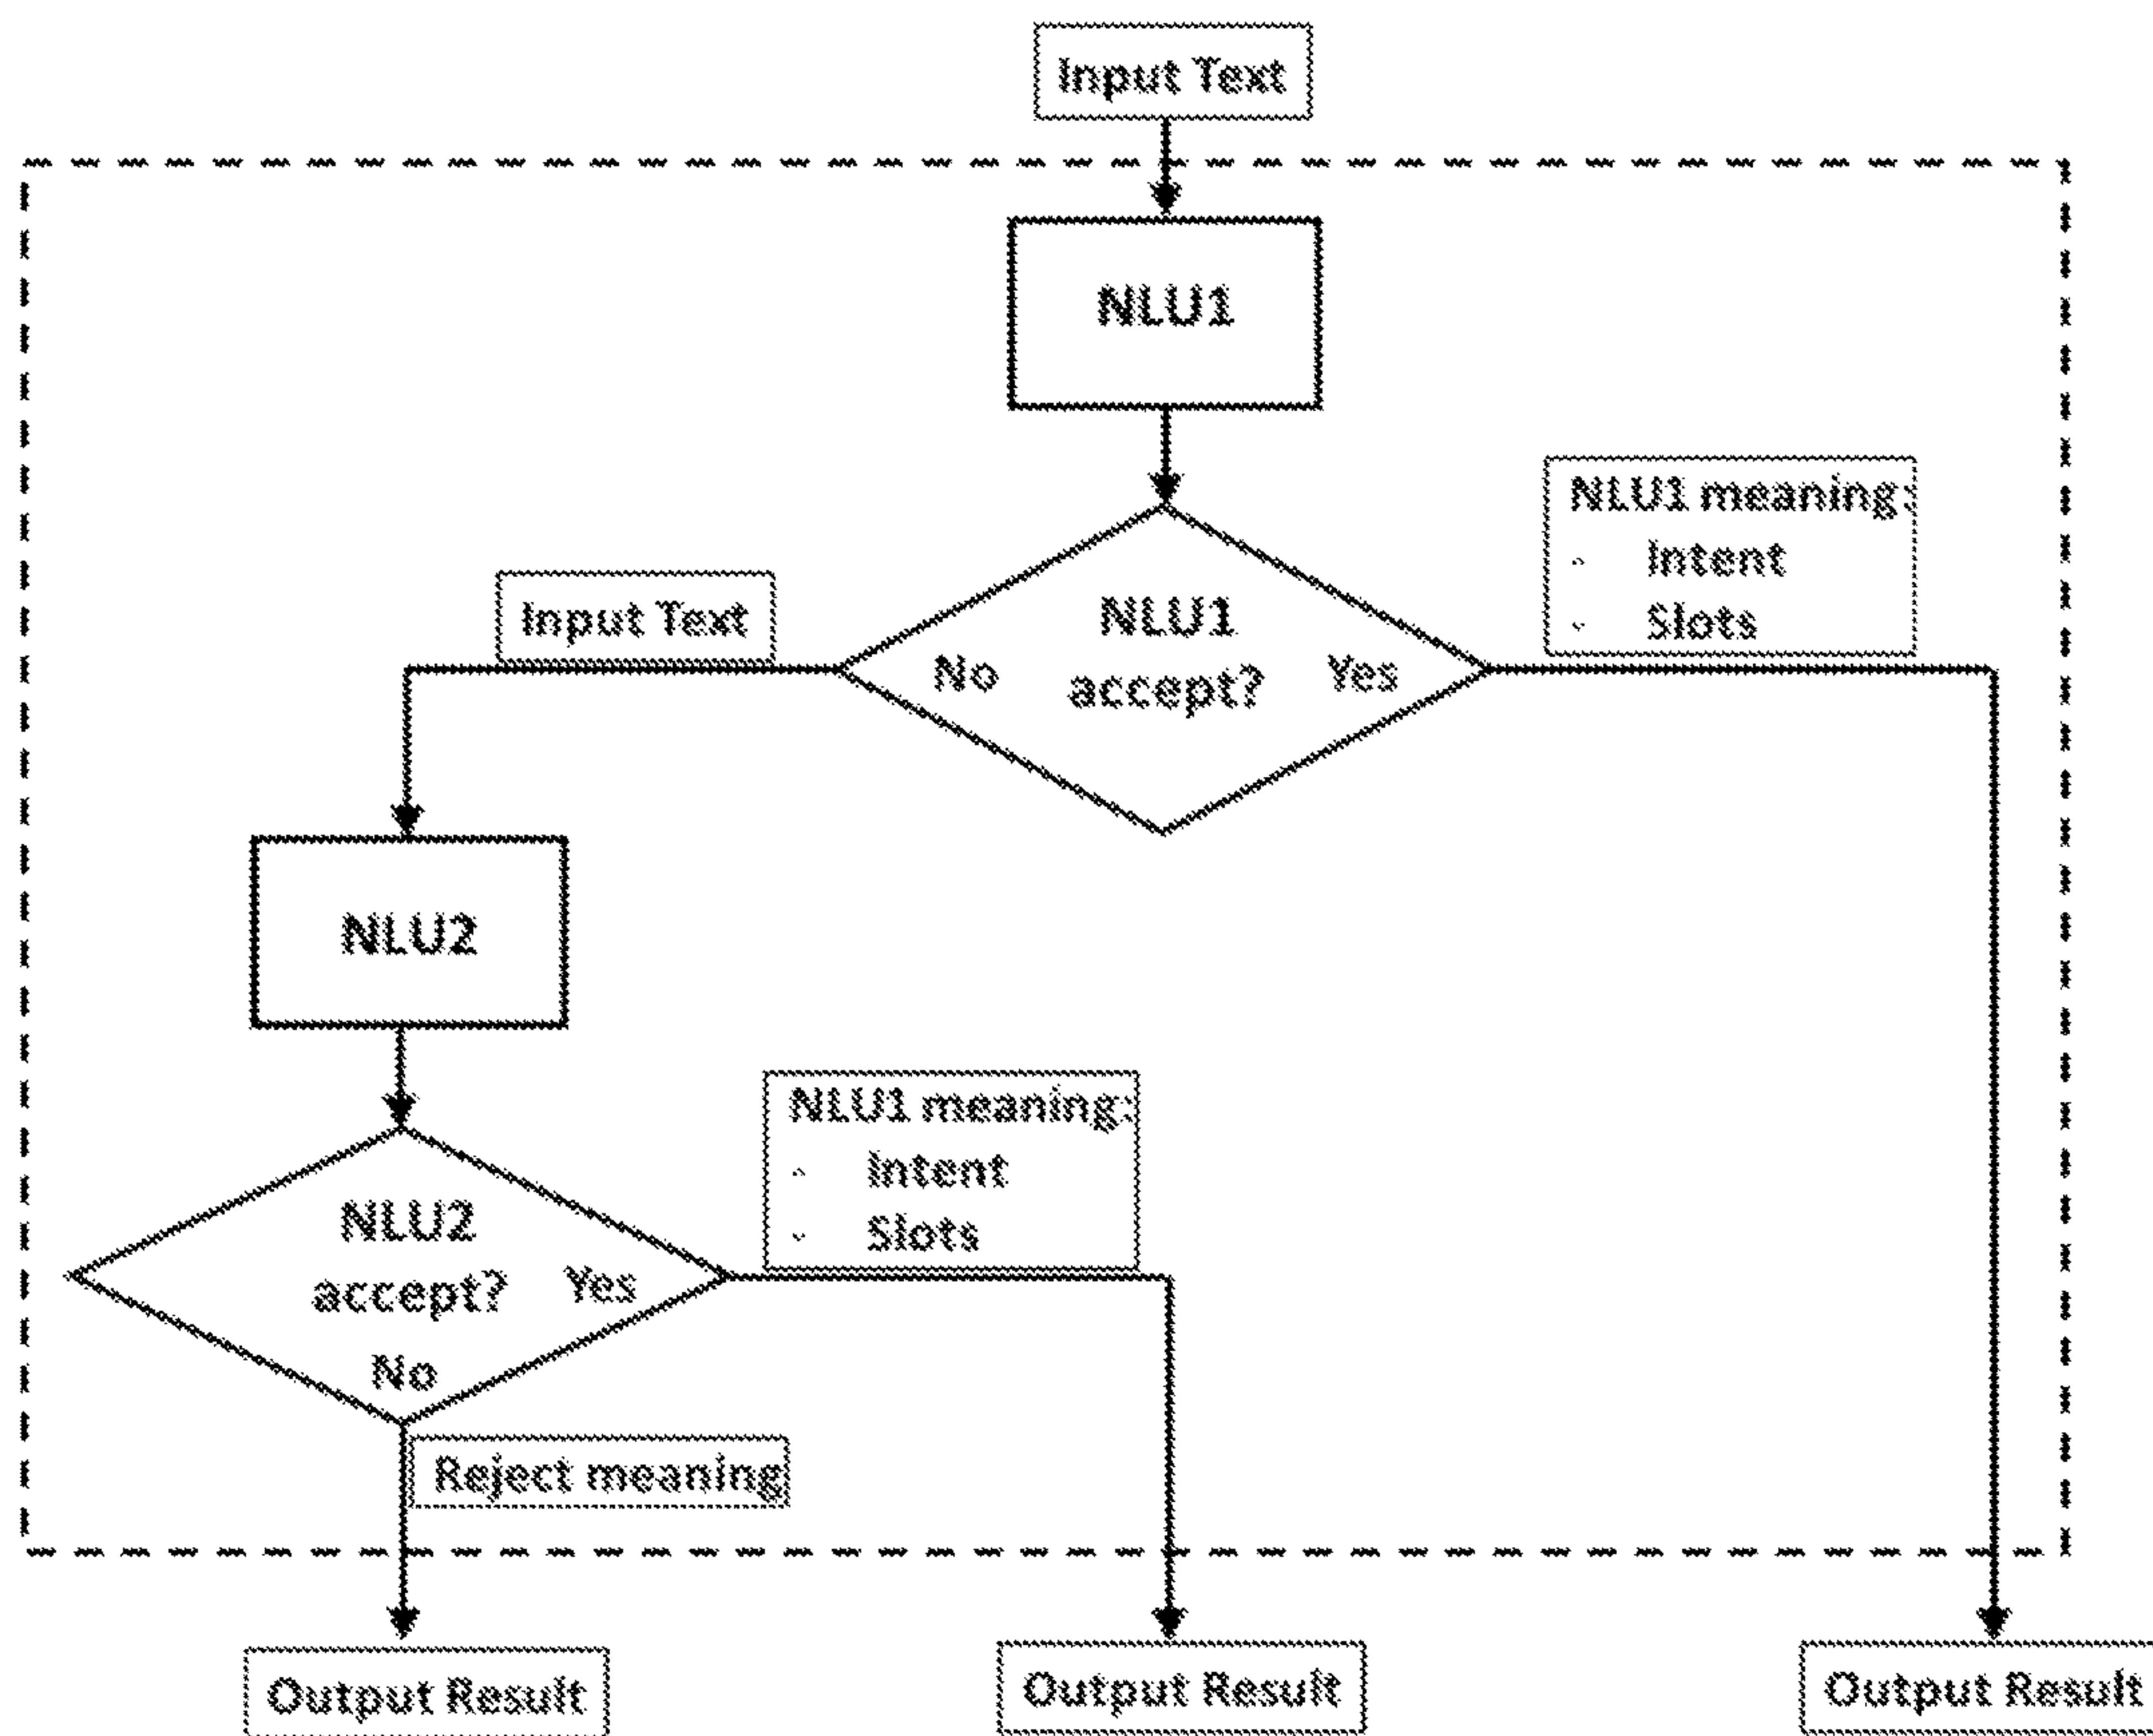 Input Text
NLU1
NLU1 meaning:
- Intent
- Slots
Input Text
NLU1
accept?
No
Yes
NLU2
NLU1 meaning:
- Intent
- Slots
NLU2
accept?
Yes
No
Reject meaning
Output Result
Output Result
Output Result